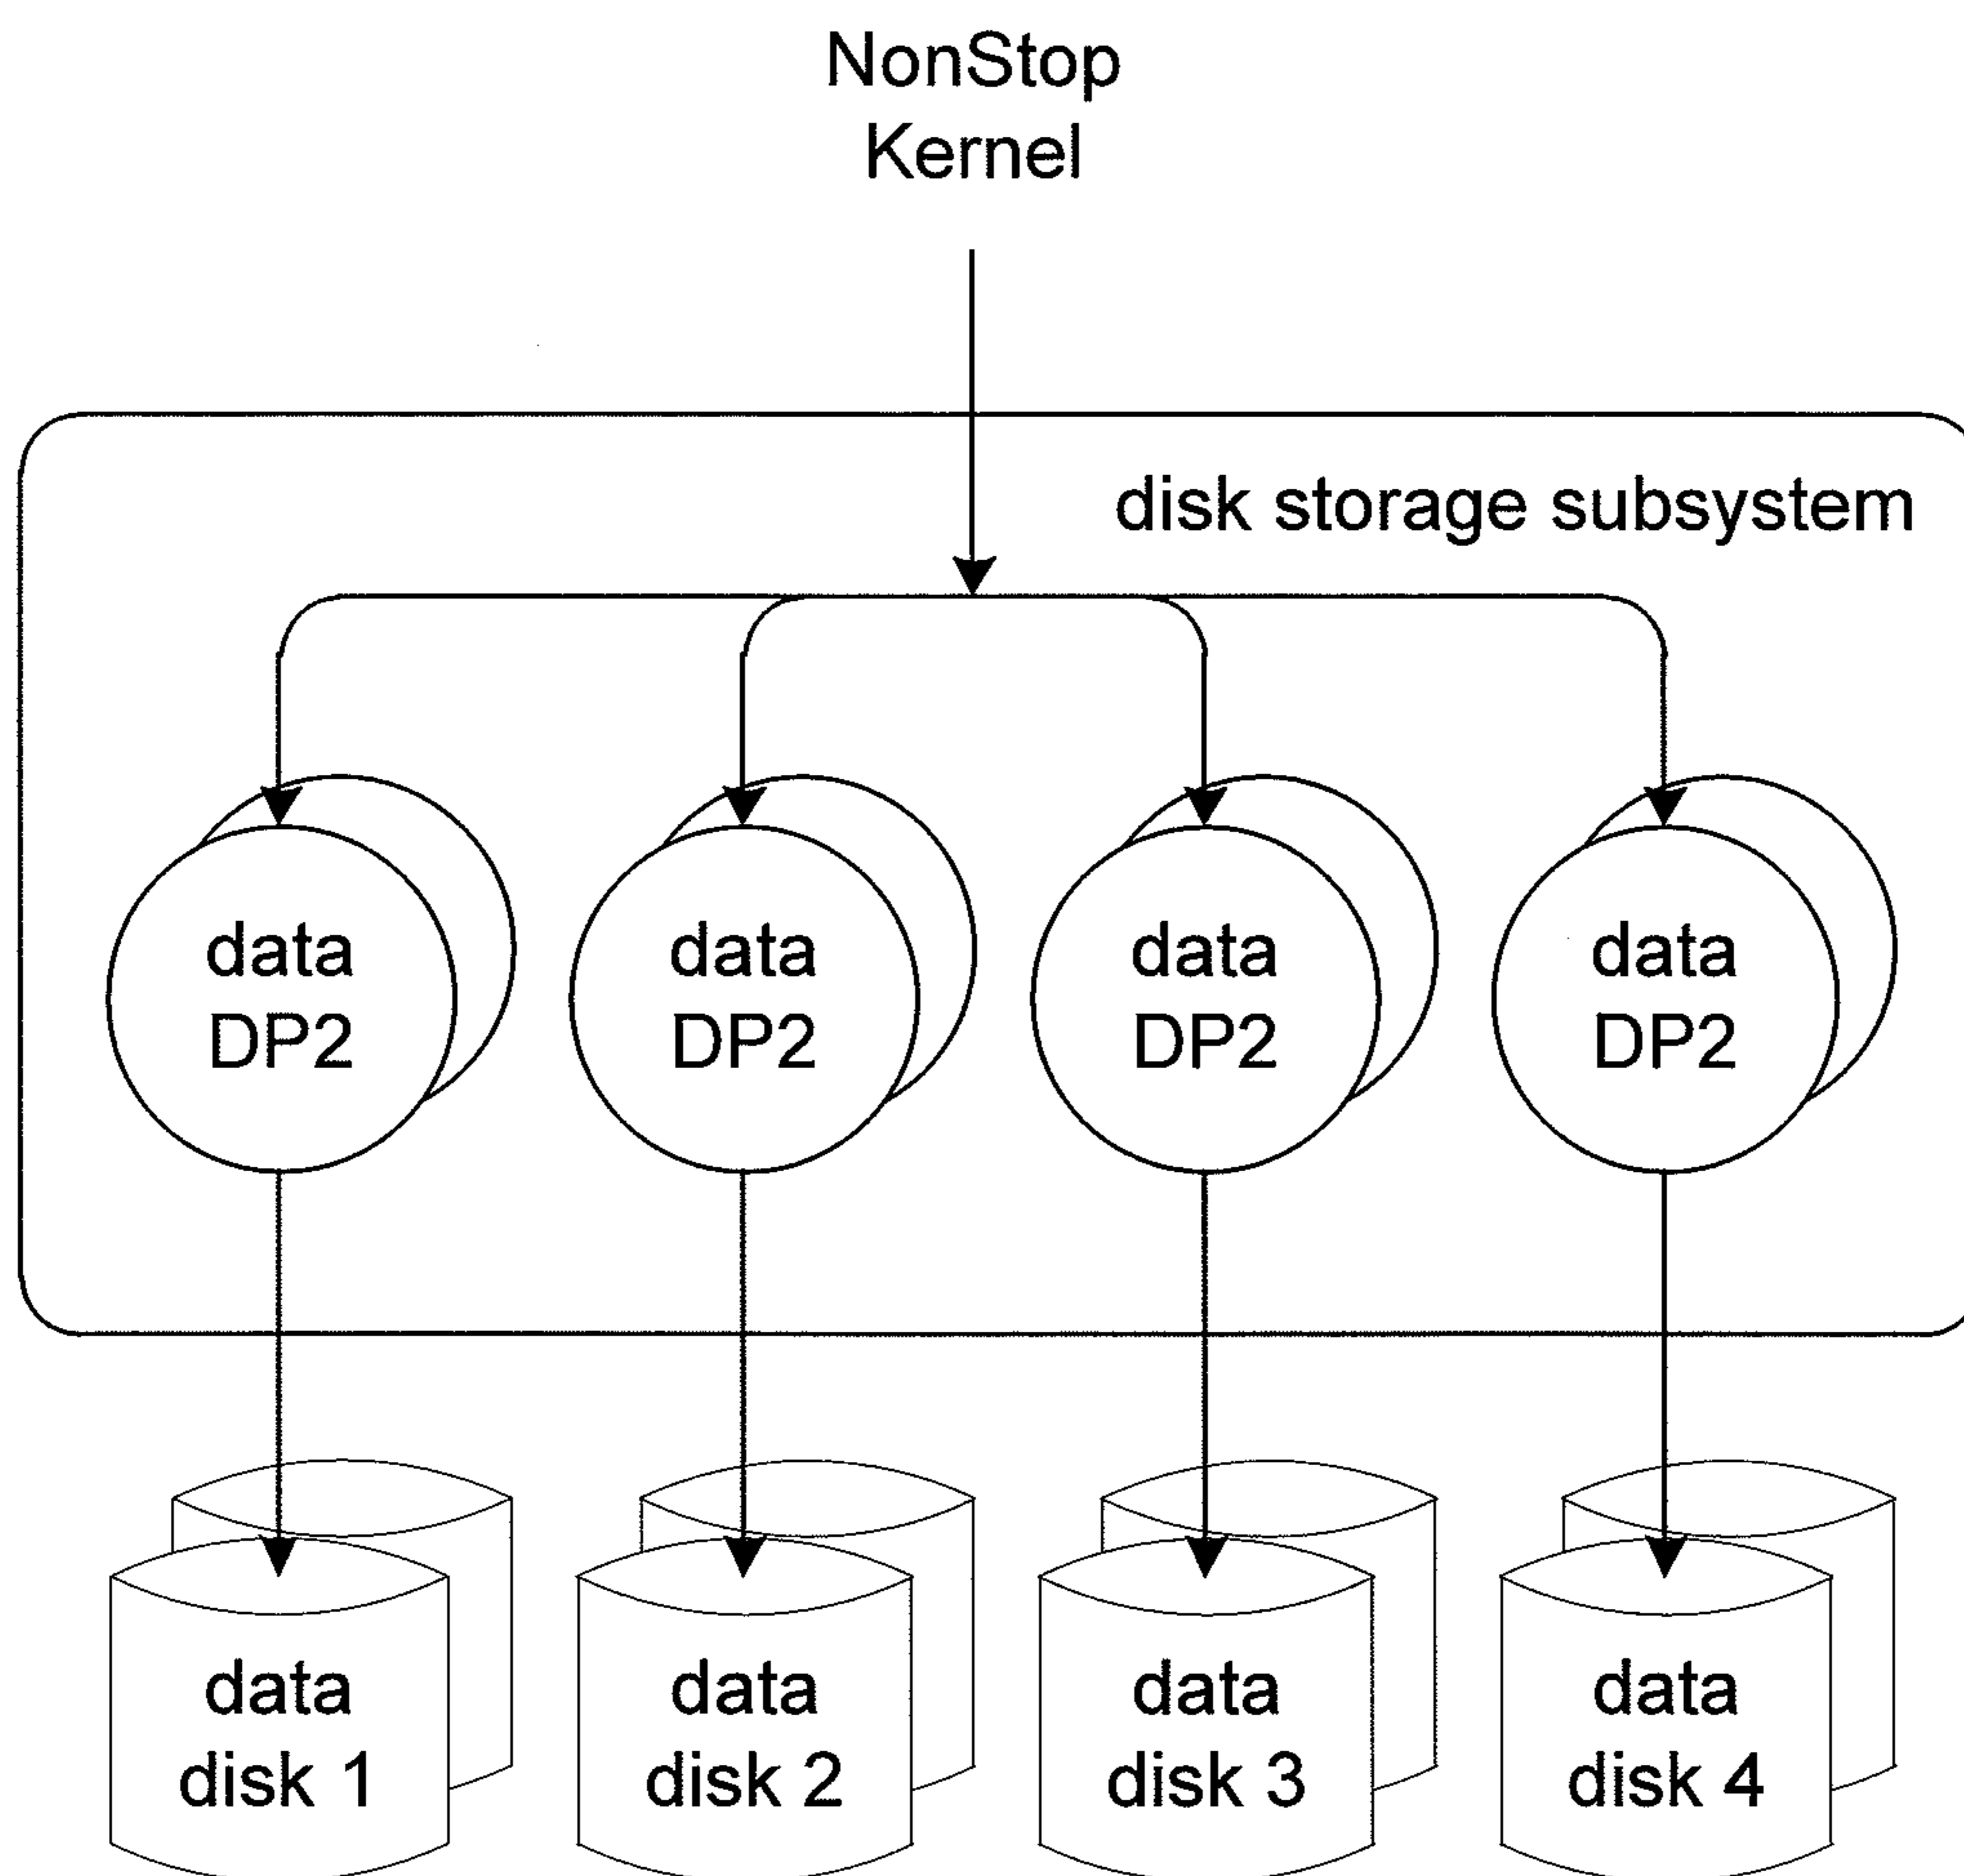 NonStop
Kernel
disk storage subsystem
data
DP2
data
DP2
data
DP2
data
DP2
data
disk 1
data
disk 2
data
disk 3
data
disk 4